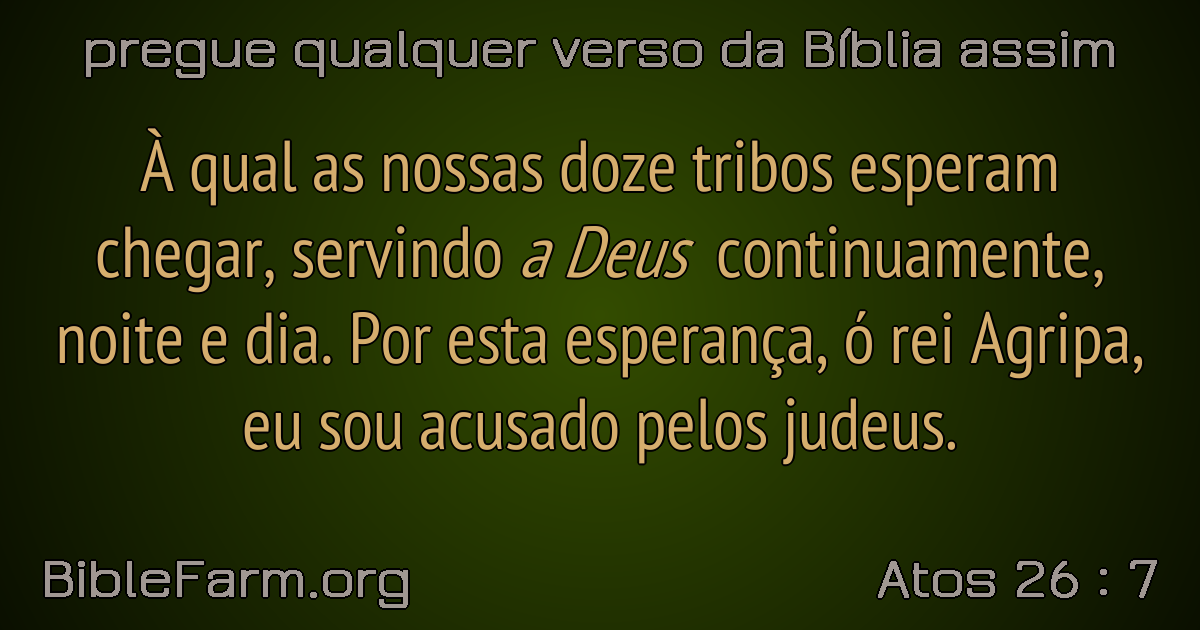 pregue qualquer verso da Bíblia assim
À qual as nossas doze tribos esperam
chegar, servindo a Deus continuamente,
noite e dia. Por esta esperança, ó rei Agripa,
eu sou acusado pelos judeus.
BibleFarm.org
Atos 26 : 7